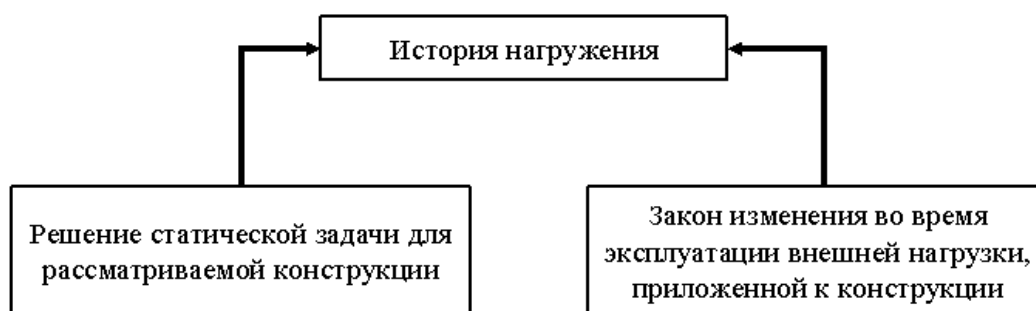 История нагружения
Решение статической задачи для
рассматриваемой конструкции
Закон изменения во время
эксплуатации внешней нагрузки,
приложенной к конструкции